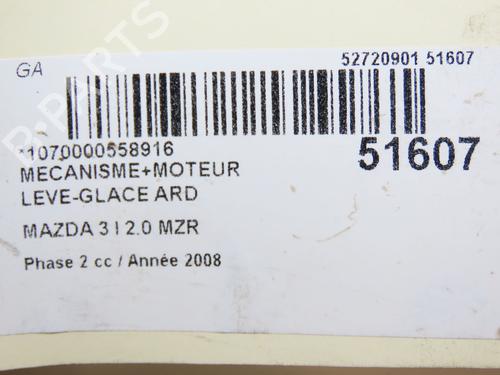 GA
52720901 51607
*1070000558916
51607
MECANISME+MOTEUR
LEVE-GLACE ARD
MAZDA 3 I 2.0 MZR
Phase 2 cc / Année 2008